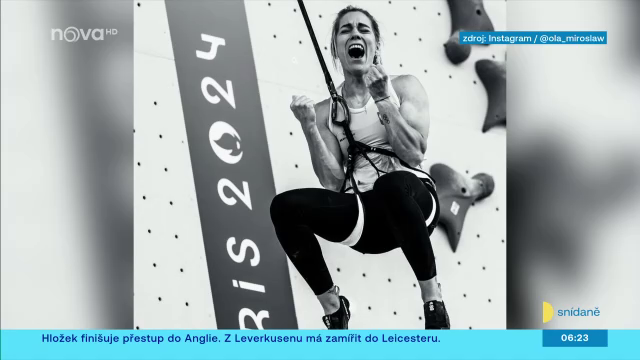 nova HD
zdroj: Instagram / @ola_miroslaw
RIS 2024
snídaně
Hložek finišuje přestup do Anglie. Z Leverkusenu má zamířit do Leicesteru.
06:23